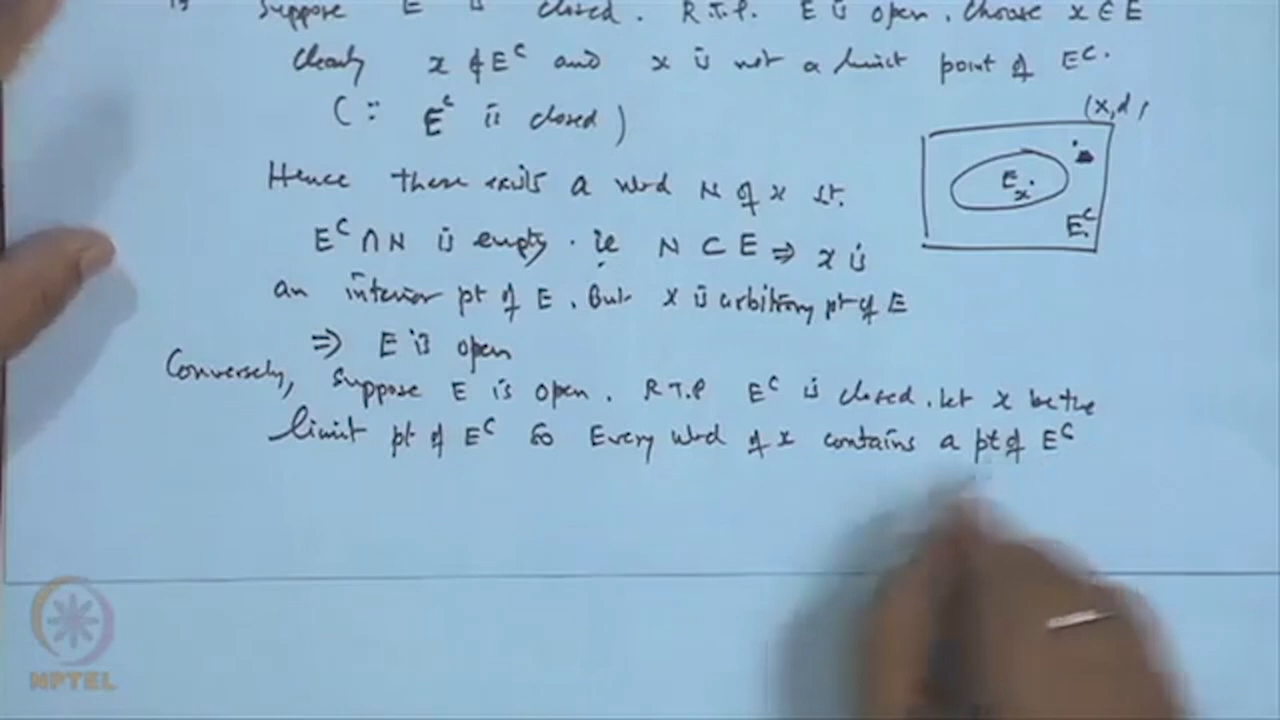 Suppose E is closed. R.T.P. E is open. Choose x ∈ E
Clearly x ∉ E^C and x is not a limit point of E^C.
(∵ E^C is closed)
(X, d)
Hence there exists a nbd N of x st.
E x
E^C
E^C ∩ N is empty. ie N ⊂ E ⇒ x is
an interior pt of E. But x is arbitrary pt of E
⇒ E is open
Conversely, Suppose E is open. R.T.P E^C is closed. Let x be the
limit pt of E^C so Every nbd of x contains a pt of E^C
NPTEL